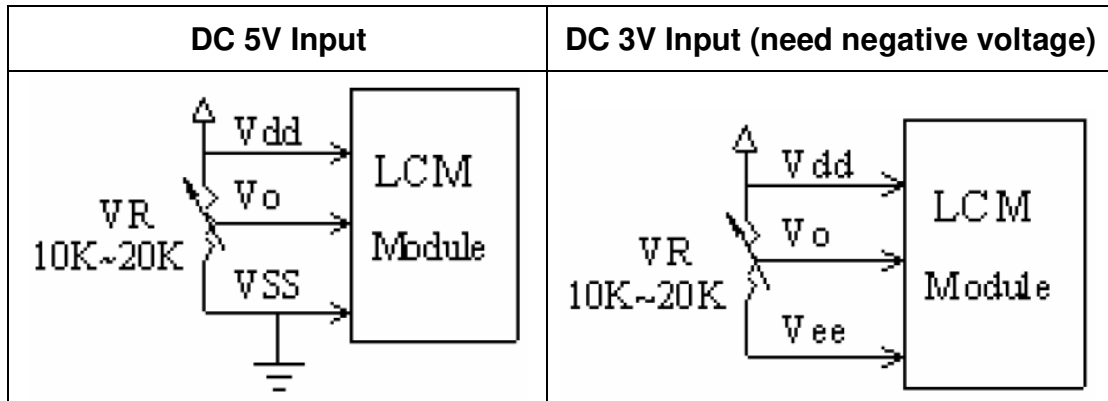 DC 5V Input
Vdd
LCM
Vo
VR
10K~20K
Module
VSS
DC 3V Input (need negative voltage)
Vdd
LCM
Vo
VR
10K~20K
Module
Vee